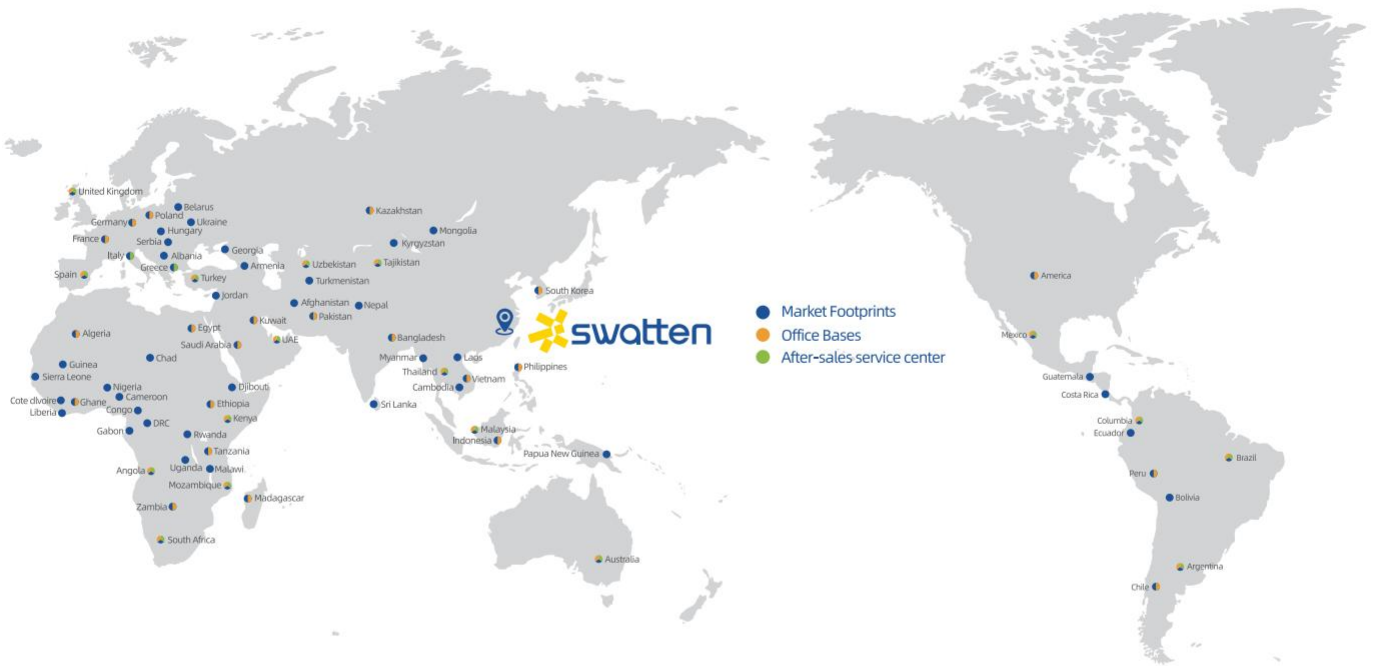 United Kingdom
Belarus
Poland
Germany
Ukraine
Hungary
France
Serbia
Georgia
Italy
Albania
Greece
Armenia
Spain
Turkey
Jordan
Kazakhstan
Mongolia
Kyrgyzstan
Uzbekistan
Tajikistan
Turkmenistan
Afghanistan
Nepal
Pakistan
South Korea
swatten
Market Footprints
Office Bases
After-sales service center
Algeria
Egypt
Kuwait
Saudi Arabia
UAE
Bangladesh
Myanmar
Laos
Thailand
Vietnam
Cambodia
Philippines
Sri Lanka
Malaysia
Indonesia
Papua New Guinea
Guinea
Chad
Sierra Leone
Nigeria
Djibouti
Cote dIvoire
Ghane
Cameroon
Ethiopia
Liberia
Congo
Kenya
DRC
Gabon
Rwanda
Tanzania
Angola
Uganda
Malawi
Mozambique
Madagascar
Zambia
South Africa
Australia
America
Mexico
Guatemala
Costa Rica
Columbia
Ecuador
Brazil
Peru
Bolivia
Argentina
Chile